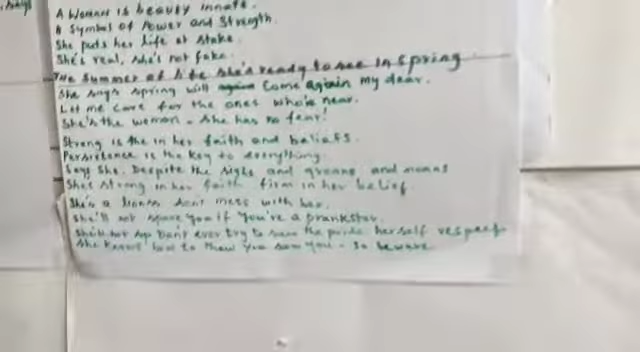 A Woman is beauty innate.
A symbol of Power and Strength.
She puts her life at stake.
She's real, she's not fake.
The Summer of life she's ready to see in spring
She says spring will again come again my dear.
Let me care for the ones who're near.
She's the woman - she has no fear!
Strong is the in her faith and beliefs.
Persistence is the key to everything.
Says she. Despite the sighs and groans and moans
She's strong in her faith, firm in her belief.
She's a lioness don't mess with her.
She'll not spare you if you're a prankster.
Don't ever try to the pride, her self respect
She knows how to thaw you saw you - so beware